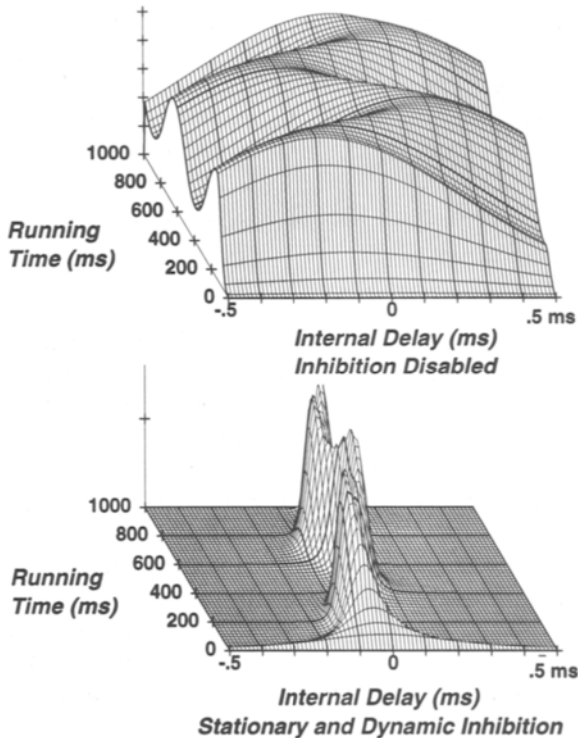 1000
800
600
400
200
0
Running
Time (ms)
-.5
0
.5 ms
Internal Delay (ms)
Inhibition Disabled
1000
800
600
400
200
0
Running
Time (ms)
-.5
0
.5 ms
Internal Delay (ms)
Stationary and Dynamic Inhibition